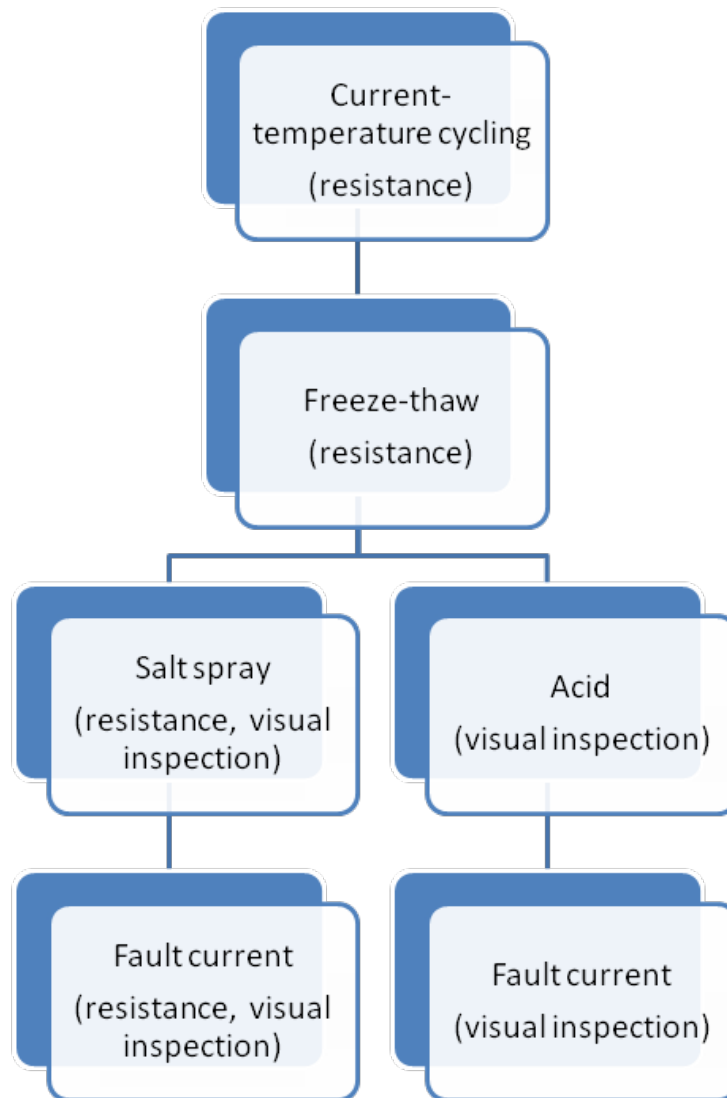 Current-
temperature cycling
(resistance)
Freeze-thaw
(resistance)
Salt spray
(resistance, visual
inspection)
Acid
(visual inspection)
Fault current
(resistance, visual
inspection)
Fault current
(visual inspection)